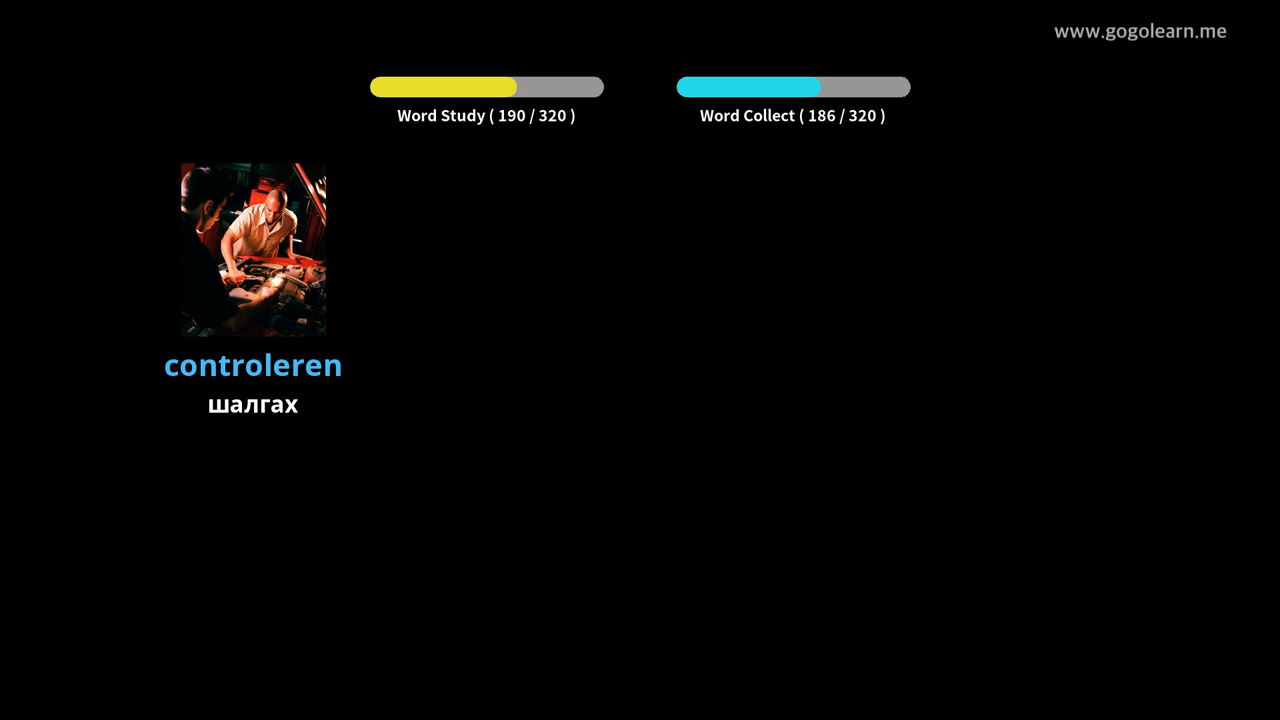 www.gogolearn.me
Word Study ( 190 / 320 )
Word Collect ( 186 / 320 )
controleren
шалгах